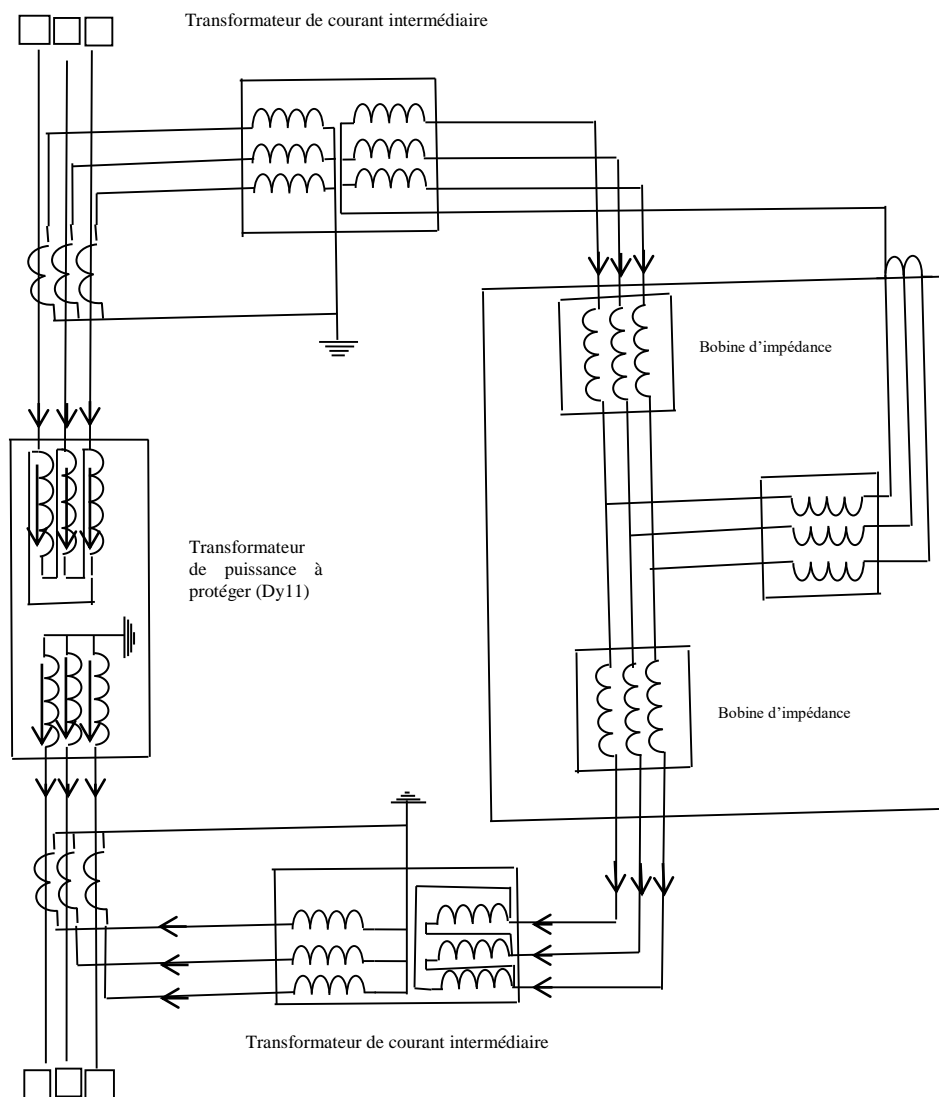 Transformateur de courant intermédiaire
Bobine d’impédance
Transformateur
de puissance à
protéger (Dy11)
Bobine d’impédance
Transformateur de courant intermédiaire